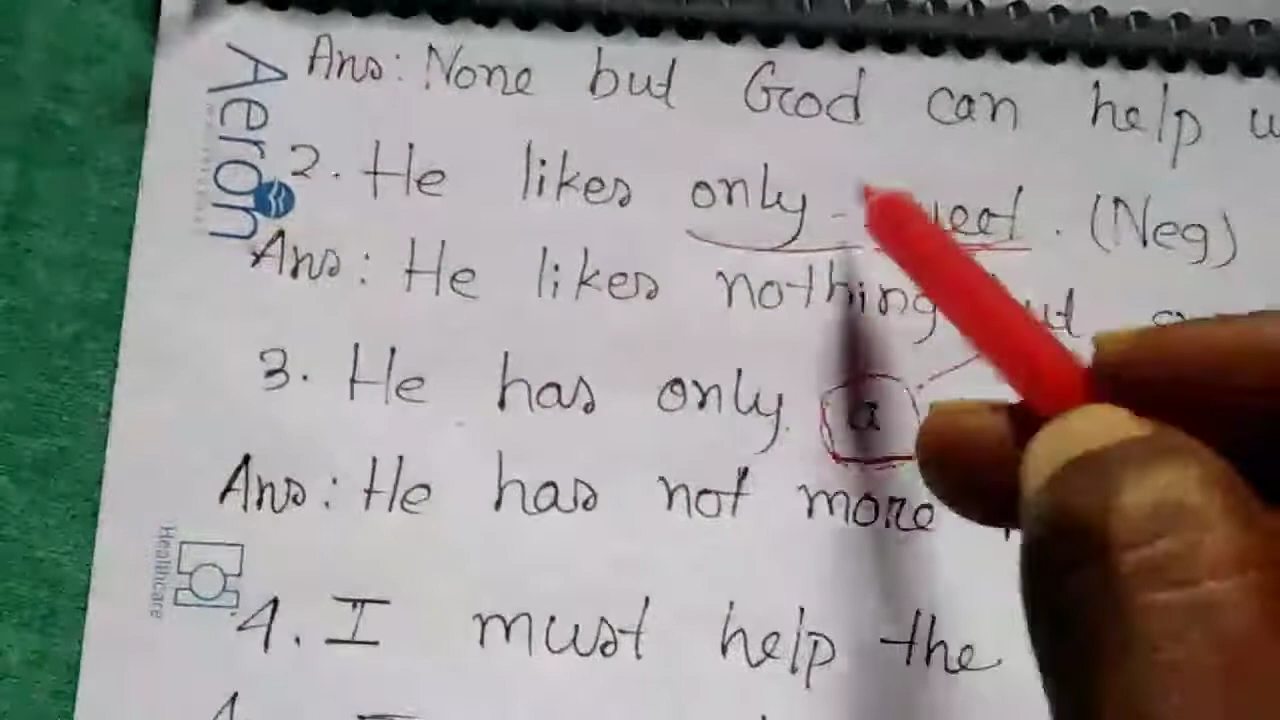 Ans: None but God can help
2. He likes only . (Neg)
Ans: He likes nothing
3. He has only a
Ans: He has not more
4. I must help the
Aeron
Healthcare